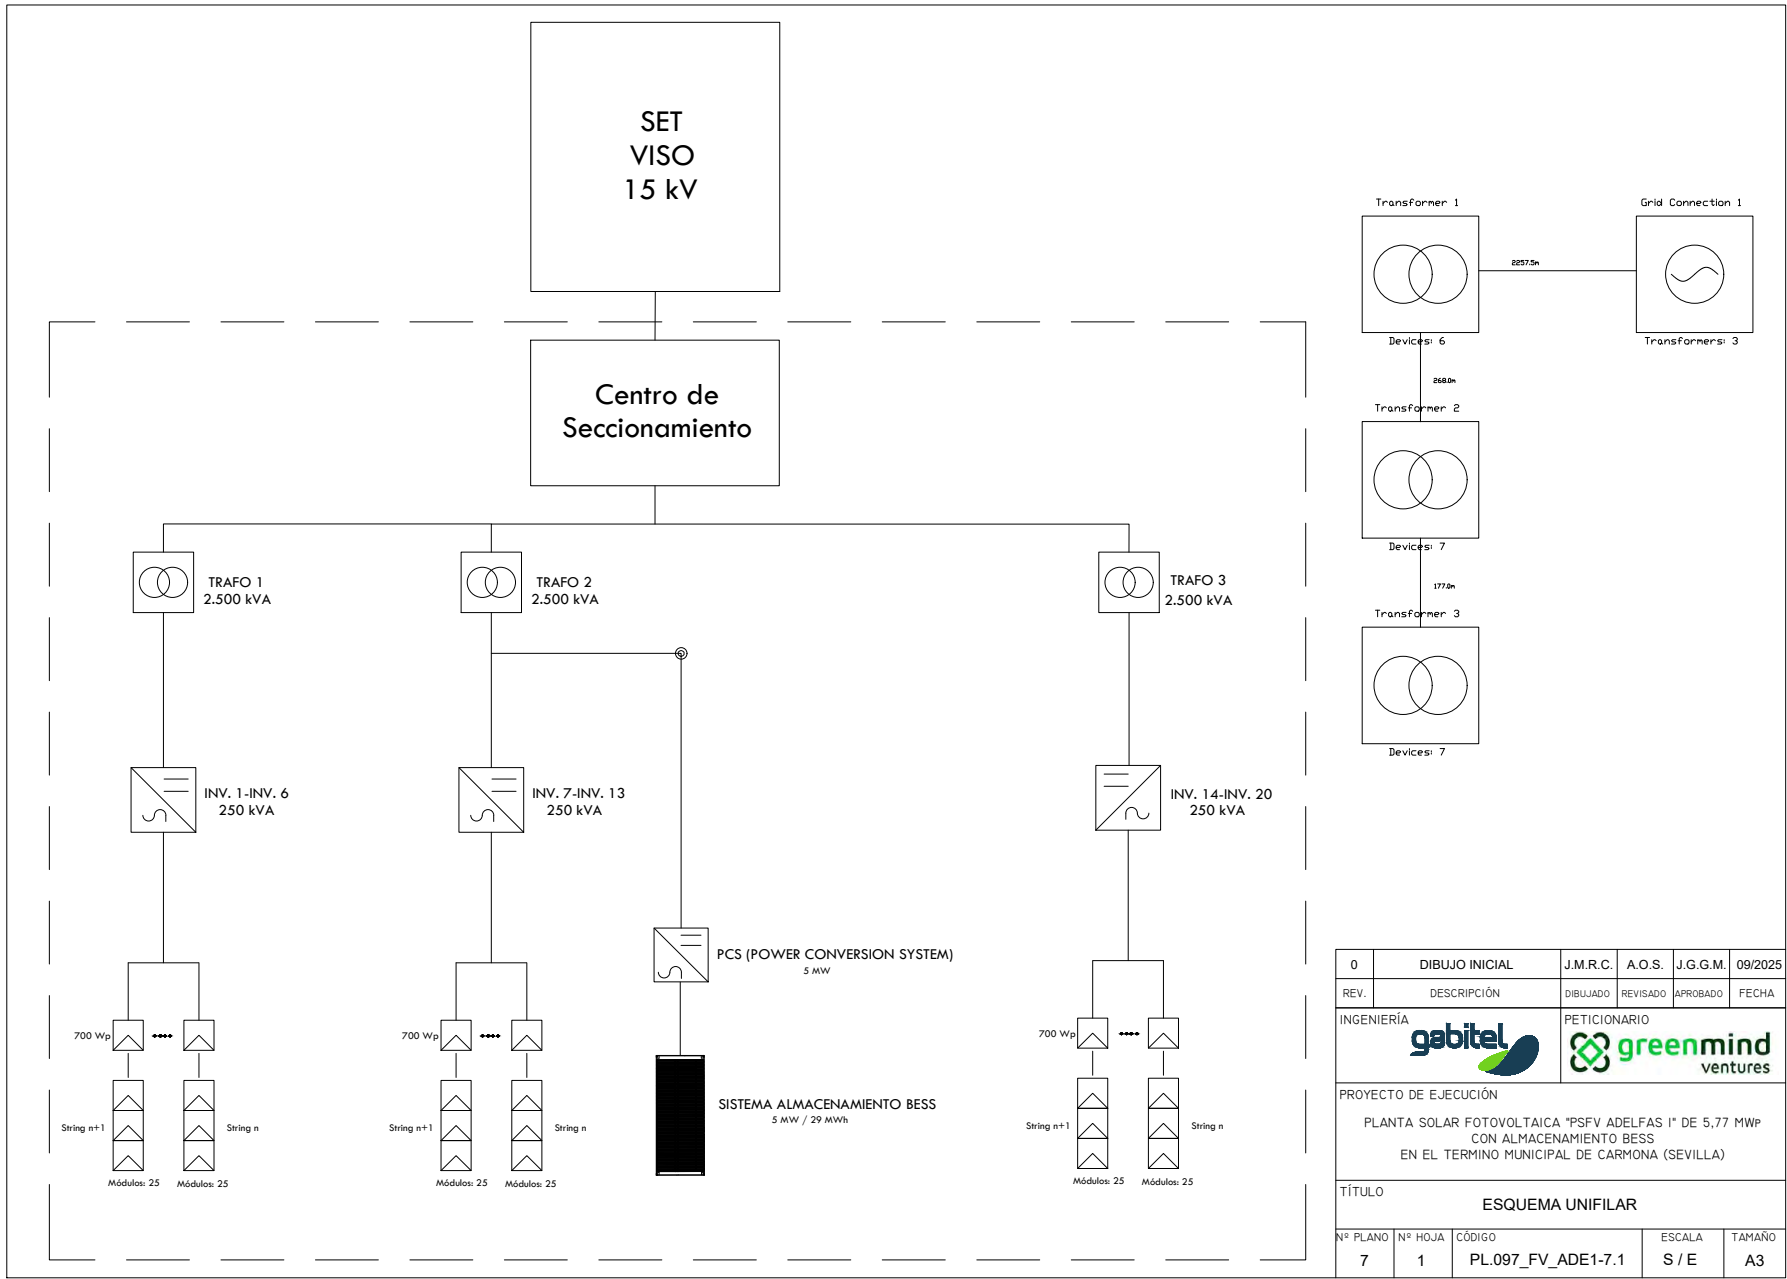 SET
VISO
15 kV
Centro de
Seccionamiento
TRAFO 1
2.500 kVA
TRAFO 2
2.500 kVA
TRAFO 3
2.500 kVA
INV. 1-INV. 6
250 kVA
INV. 7-INV. 13
250 kVA
INV. 14-INV. 20
250 kVA
PCS (POWER CONVERSION SYSTEM)
5 MW
700 Wp
700 Wp
700 Wp
SISTEMA ALMACENAMIENTO BESS
5 MW / 29 MWh
String n+1
String n
String n+1
String n
String n+1
String n
Módulos: 25
Módulos: 25
Módulos: 25
Módulos: 25
Módulos: 25
Módulos: 25
Transformer 1
Grid Connection 1
2257.5m
Devices: 6
Transformers: 3
268.0m
Transformer 2
Devices: 7
177.0m
Transformer 3
Devices: 7
0 DIBUJO INICIAL J.M.R.C. A.O.S. J.G.G.M. 09/2025
REV. DESCRIPCIÓN DIBUJADO REVISADO APROBADO FECHA
INGENIERÍA
gabitel
PETICIONARIO
greenmind
ventures
PROYECTO DE EJECUCIÓN
PLANTA SOLAR FOTOVOLTAICA "PSFV ADELFAS I" DE 5,77 MWp
CON ALMACENAMIENTO BESS
EN EL TERMINO MUNICIPAL DE CARMONA (SEVILLA)
TÍTULO
ESQUEMA UNIFILAR
Nº PLANO Nº HOJA CÓDIGO ESCALA TAMAÑO
7 1 PL.097_FV_ADE1-7.1 S / E A3